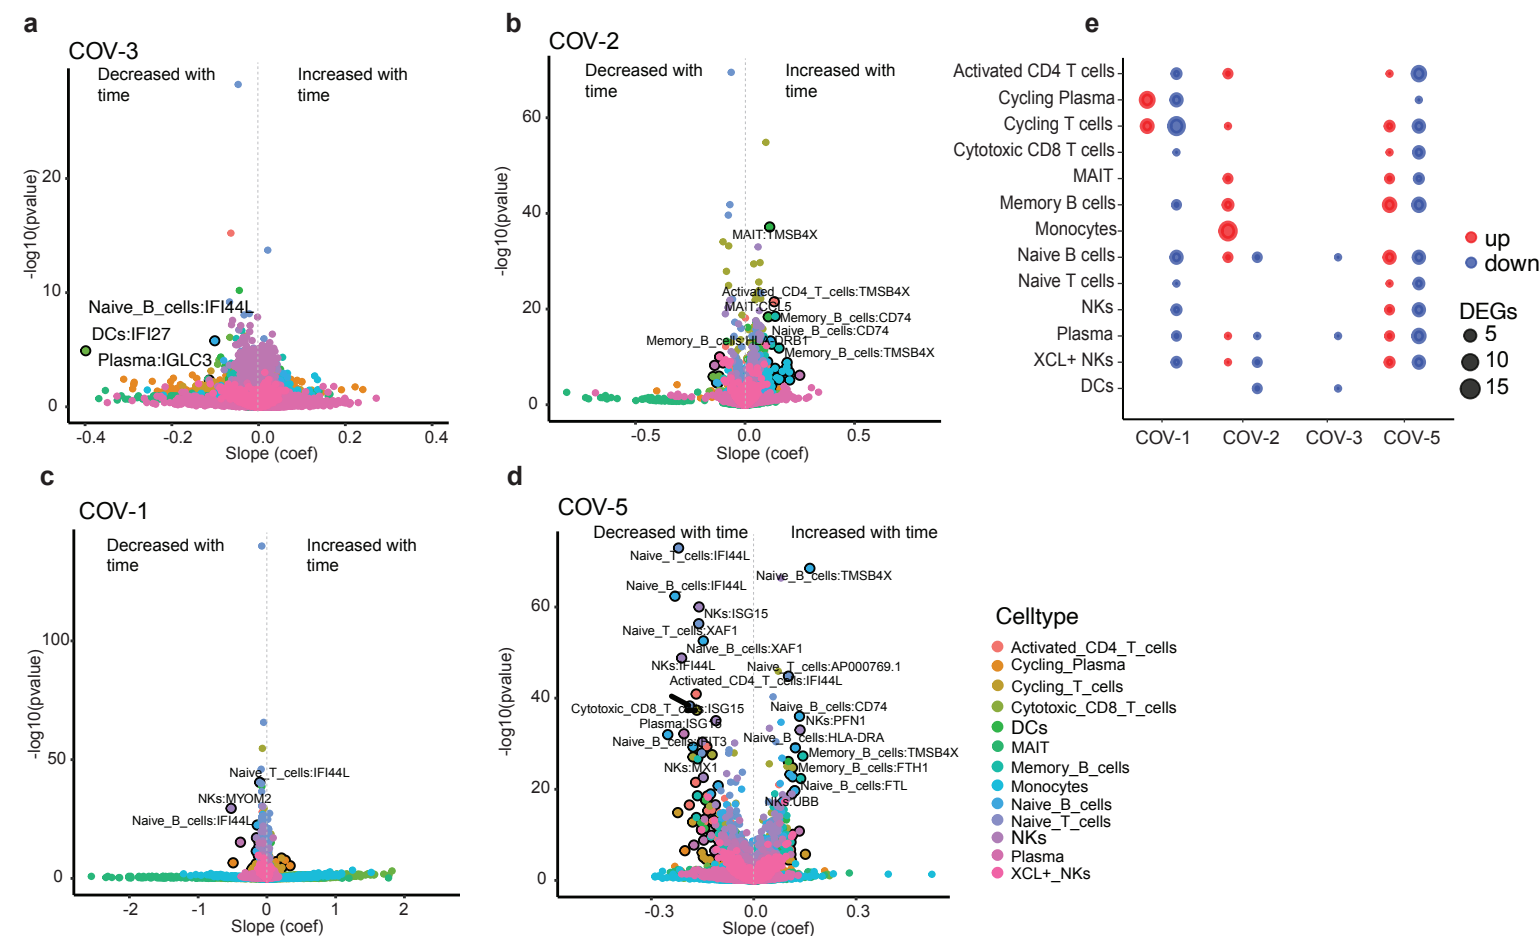 a
COV-3
Decreased with
time
Increased with
time
-log10(pvalue)
20
10
0
Naive_B_cells:IFI44L
DCs:IFI27
Plasma:IGLC3
-0.4
-0.2
0.0
0.2
0.4
Slope (coef)
b
COV-2
Decreased with
time
Increased with
time
-log10(pvalue)
60
40
20
0
MAIT:TMSB4X
Activated_CD4_T_cells:TMSB4X
MAIT:CCL5
Memory_B_cells:CD74
Naive_B_cells:CD74
Memory_B_cells:HLA-DRB1
Memory_B_cells:TMSB4X
-0.5
0.0
0.5
Slope (coef)
e
Activated CD4 T cells
Cycling Plasma
Cycling T cells
Cytotoxic CD8 T cells
MAIT
Memory B cells
Monocytes
Naive B cells
Naive T cells
NKs
Plasma
XCL+ NKs
DCs
COV-1
COV-2
COV-3
COV-5
up
down
DEGs
5
10
15
c
COV-1
Decreased with
time
Increased with
time
-log10(pvalue)
100
50
0
Naive_T_cells:IFI44L
NKs:MYOM2
Naive_B_cells:IFI44L
-2
-1
0
1
2
Slope (coef)
d
COV-5
Decreased with time
Increased with time
-log10(pvalue)
60
40
20
0
Naive_T_cells:IFI44L
Naive_B_cells:TMSB4X
Naive_B_cells:IFI44L
NKs:ISG15
Naive_T_cells:XAF1
Naive_B_cells:XAF1
NKs:IFI44L
Naive_T_cells:AP000769.1
Activated_CD4_T_cells:IFI44L
Cytotoxic_CD8_T_cells:ISG15
Naive_B_cells:CD74
Plasma:ISG15
NKs:PFN1
Naive_B_cells:IFIT3
Naive_B_cells:HLA-DRA
Memory_B_cells:TMSB4X
NKs:MX1
Memory_B_cells:FTH1
Naive_B_cells:FTL
NKs:UBB
-0.3
0.0
0.3
Slope (coef)
Celltype
Activated_CD4_T_cells
Cycling_Plasma
Cycling_T_cells
Cytotoxic_CD8_T_cells
DCs
MAIT
Memory_B_cells
Monocytes
Naive_B_cells
Naive_T_cells
NKs
Plasma
XCL+_NKs